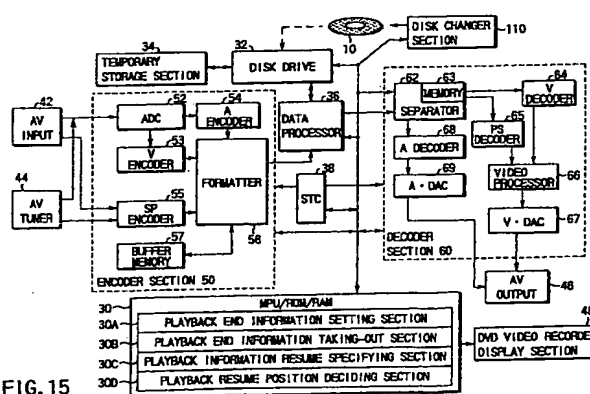 34
TEMPORARY
STORAGE SECTION
32
DISK DRIVE
10
DISK CHANGER
SECTION
110
42
AV
INPUT
44
AV
TUNER
52
ADC
54
A ENCODER
53
V ENCODER
55
SP
ENCODER
FORMATTER
56
57
BUFFER
MEMORY
ENCODER SECTION 50
36
DATA
PROCESSOR
38
STC
62
63
MEMORY
SEPARATOR
64
V
DECODER
65
PS
DECODER
68
A DECODER
69
A・DAC
VIDEO
PROCESSOR
66
V・DAC
67
DECODER
SECTION 60
AV
OUTPUT
46
30
MPU/ROM/RAM
30A
PLAYBACK END INFORMATION SETTING SECTION
30B
PLAYBACK END INFORMATION TAKING-OUT SECTION
30C
PLAYBACK INFORMATION RESUME SPECIFYING SECTION
30D
PLAYBACK RESUME POSITION DECIDING SECTION
DVD VIDEO RECORDER
DISPLAY SECTION
FIG. 15